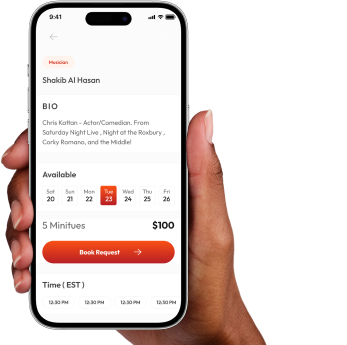 9:41
Musician
Shakib Al Hasan
BIO
Chris Kattan - Actor/Comedian. From
Saturday Night Live , Night at the Roxbury ,
Corky Romano, and the Middle!
Available
Sat Sun Mon Tue Wed Thu Fri
20 21 22 23 24 25 26
5 Minitues $100
Book Request
Time ( EST )
12:30 PM 12:30 PM 12:30 PM 12:30 PM